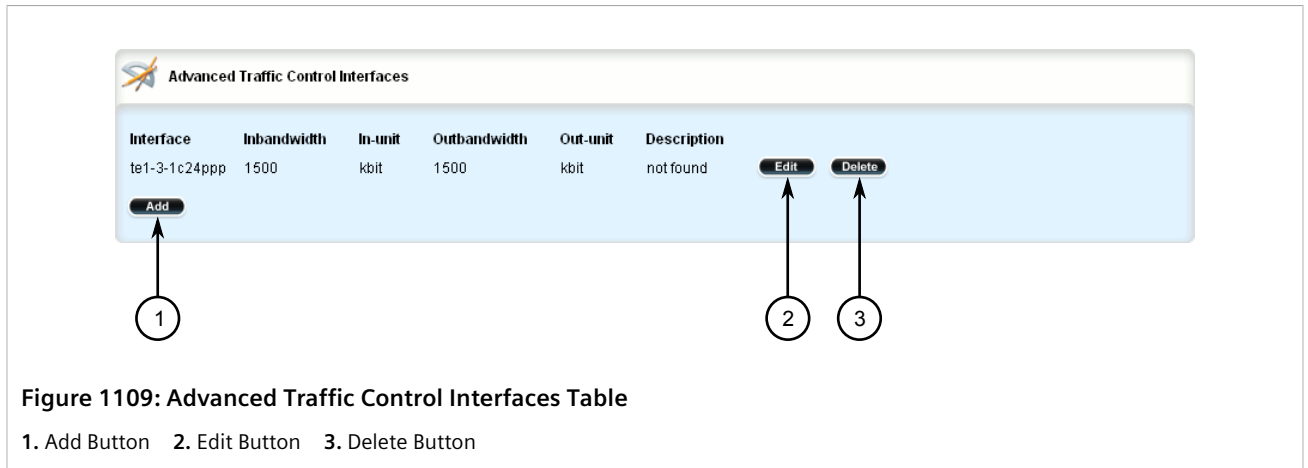 Advanced Traffic Control Interfaces
Interface Inbandwidth In-unit Outbandwidth Out-unit Description
te1-3-1c24ppp 1500 kbit 1500 kbit not found Edit Delete
Add
1 2 3
Figure 1109: Advanced Traffic Control Interfaces Table
1. Add Button 2. Edit Button 3. Delete Button